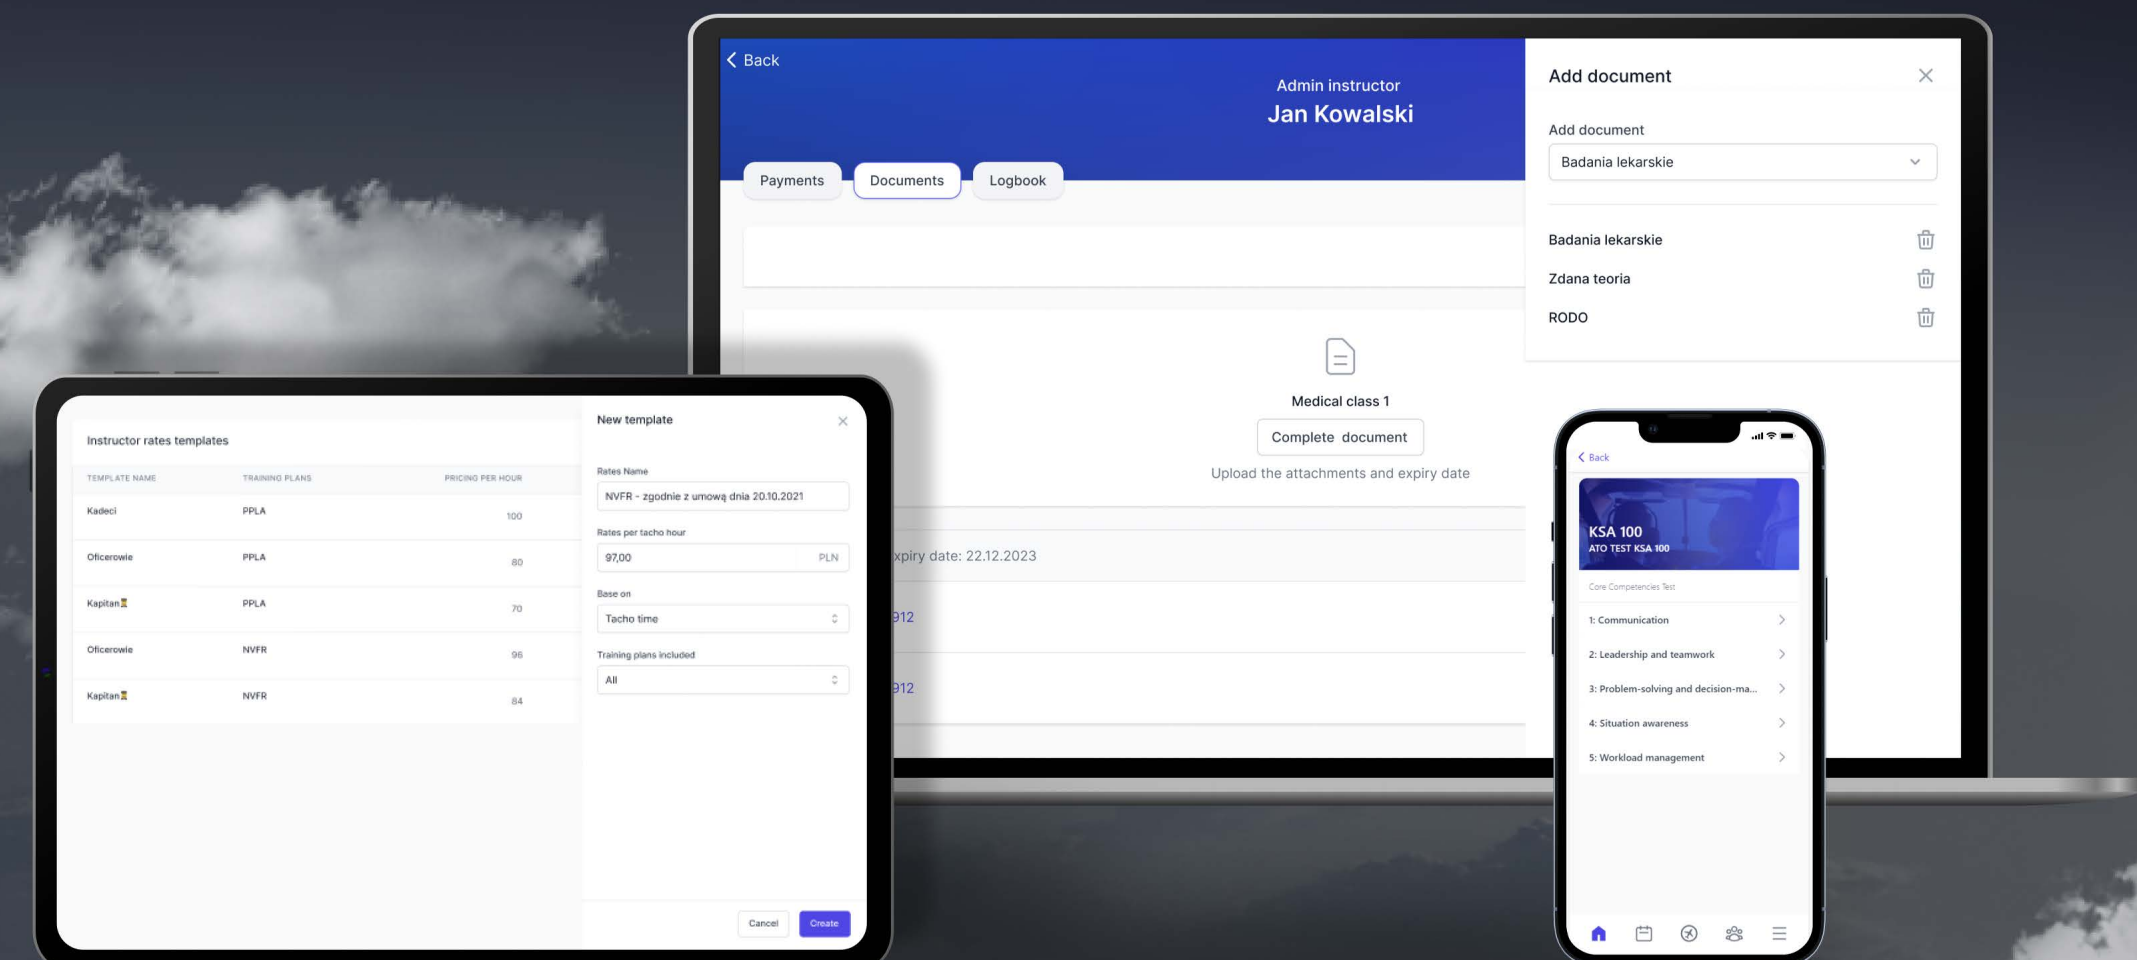 Back
Admin instructor
Jan Kowalski
Payments
Documents
Logbook
Medical class 1
Complete document
Upload the attachments and expiry date
xpiry date: 22.12.2023
912
912
Add document
Add document
Badania lekarskie
Badania lekarskie
Zdana teoria
RODO
Instructor rates templates
TEMPLATE NAME TRAINING PLANS PRICING PER HOUR
Kadeci PPLA 100
Oficerowie PPLA 80
Kapitan PPLA 70
Oficerowie NVFR 96
Kapitan NVFR 84
New template
Rates Name
NVFR - zgodnie z umową dnia 20.10.2021
Rates per tacho hour
97,00 PLN
Base on
Tacho time
Training plans included
All
Cancel
Create
Back
KSA 100
ATO TEST KSA 100
Core Competencies Test
1: Communication
2: Leadership and teamwork
3: Problem-solving and decision-ma...
4: Situation awareness
5: Workload management